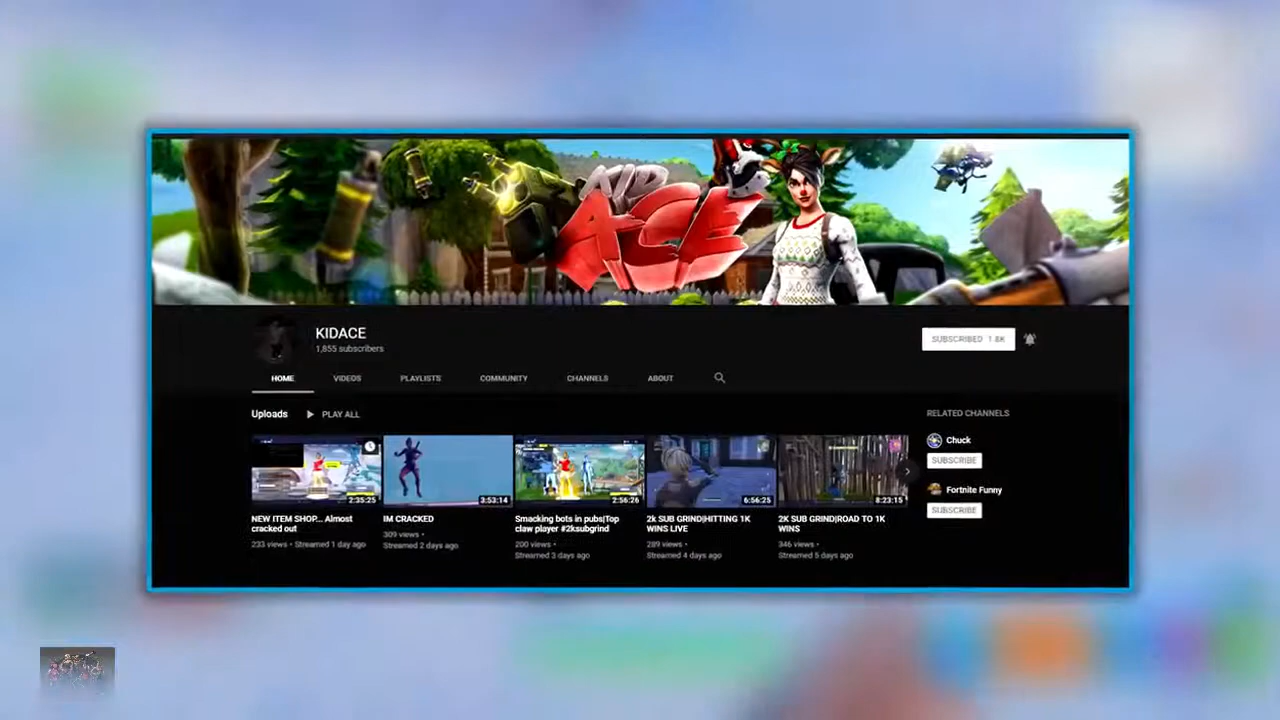 KID
ACE
KIDACE
1,855 subscribers
SUBSCRIBED 1.8K
HOME VIDEOS PLAYLISTS COMMUNITY CHANNELS ABOUT
Uploads PLAY ALL
2:35:25
NEW ITEM SHOP... Almost
cracked out
233 views • Streamed 1 day ago
3:53:14
IM CRACKED
309 views •
Streamed 2 days ago
2:56:26
Smacking bots in pubs|Top
claw player #2ksubgrind
200 views •
Streamed 3 days ago
6:56:25
2k SUB GRIND|HITTING 1K
WINS LIVE
289 views •
Streamed 4 days ago
8:23:15
2K SUB GRIND|ROAD TO 1K
WINS
346 views •
Streamed 5 days ago
RELATED CHANNELS
Chuck
SUBSCRIBE
Fortnite Funny
SUBSCRIBE